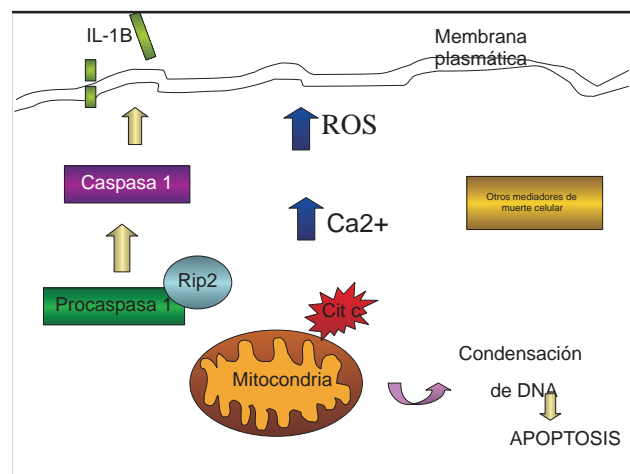 IL-1B
Membrana
plasmática
ROS
Caspasa 1
Otros mediadores de
muerte celular
Ca2+
Rip2
Procaspasa 1
Cit c
Mitocondria
Condensación
de DNA
APOPTOSIS